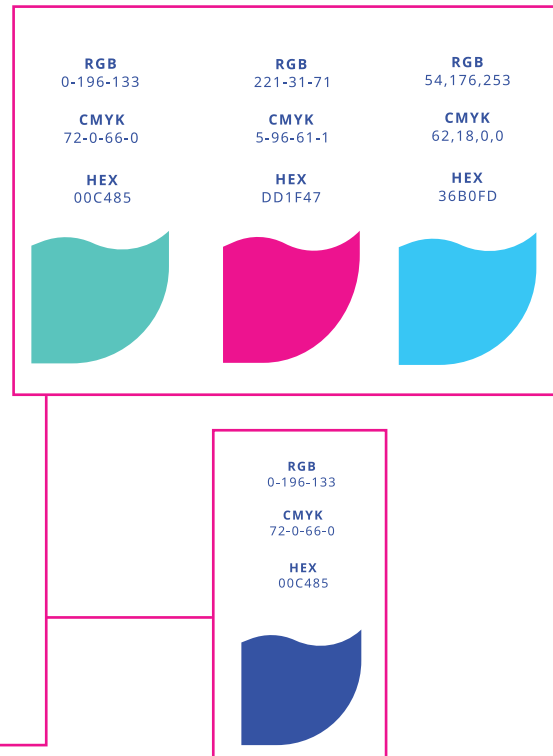 RGB
0-196-133
CMYK
72-0-66-0
HEX
00C485
RGB
221-31-71
CMYK
5-96-61-1
HEX
DD1F47
RGB
54,176,253
CMYK
62,18,0,0
HEX
36B0FD
RGB
0-196-133
CMYK
72-0-66-0
HEX
00C485